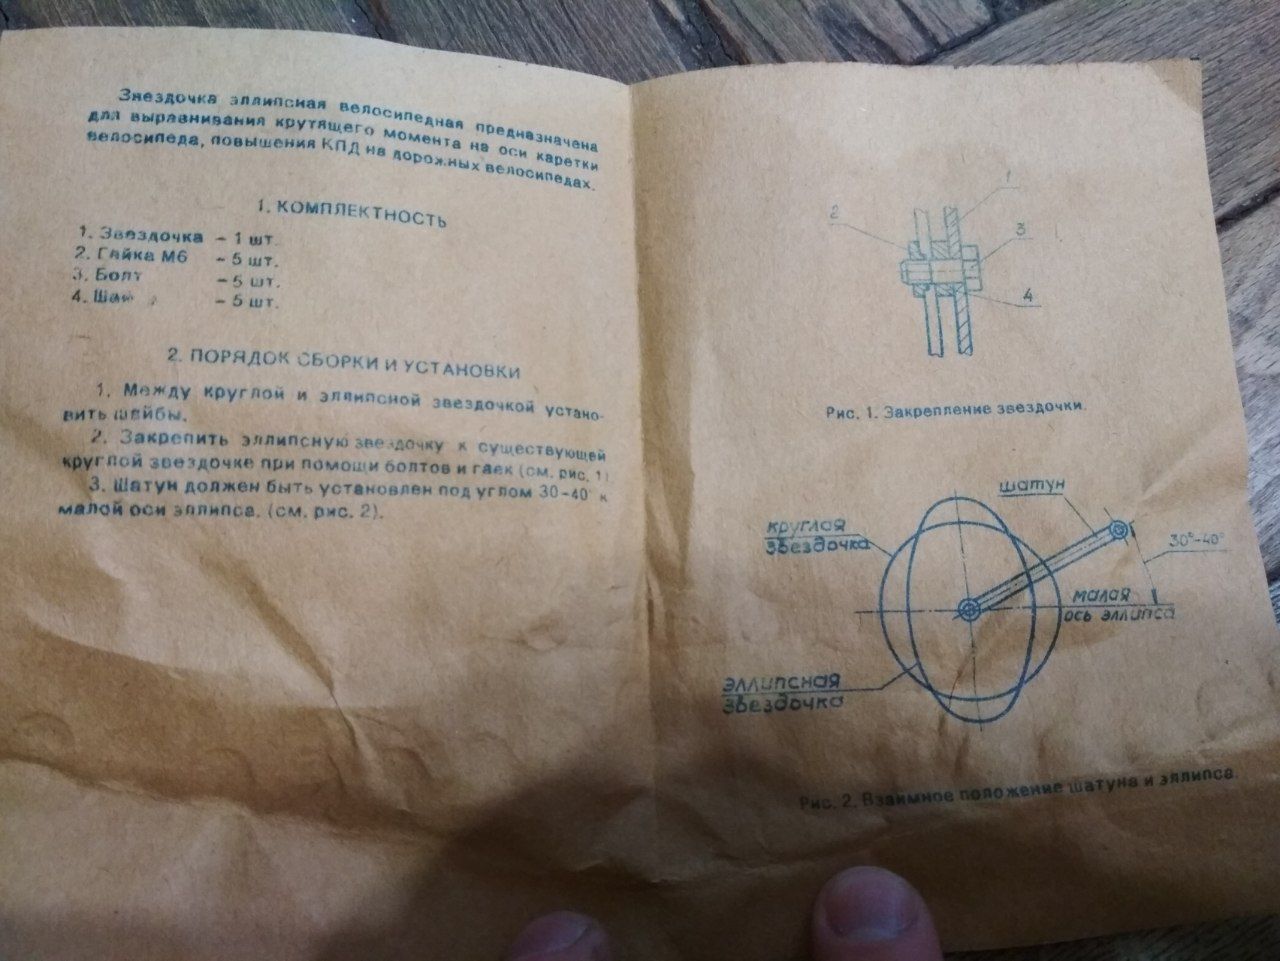 Звездочка эллипсная велосипедная предназначена
для выравнивания крутящего момента на оси каретки
велосипеда, повышения КПД на дорожных велосипедах.
1. КОМПЛЕКТНОСТЬ
1. Звездочка – 1 шт.
2. Гайка М6 – 5 шт.
3. Болт – 5 шт.
4. – 5 шт.
2. ПОРЯДОК СБОРКИ И УСТАНОВКИ
1. Между круглой и эллипсной звездочкой устано-
вить шайбы.
2. Закрепить эллипсную звездочку к существующей
круглой звездочке при помощи болтов и гаек (см. рис. 1)
3. Шатун должен быть установлен под углом 30–40° к
малой оси эллипса. (см. рис. 2).
1
2
3
4
Рис. 1. Закрепление звездочки.
шатун
круглая
звездочка
30°–40°
малая
ось эллипса
эллипсная
звездочка
Рис. 2. Взаимное положение шатуна и эллипса.